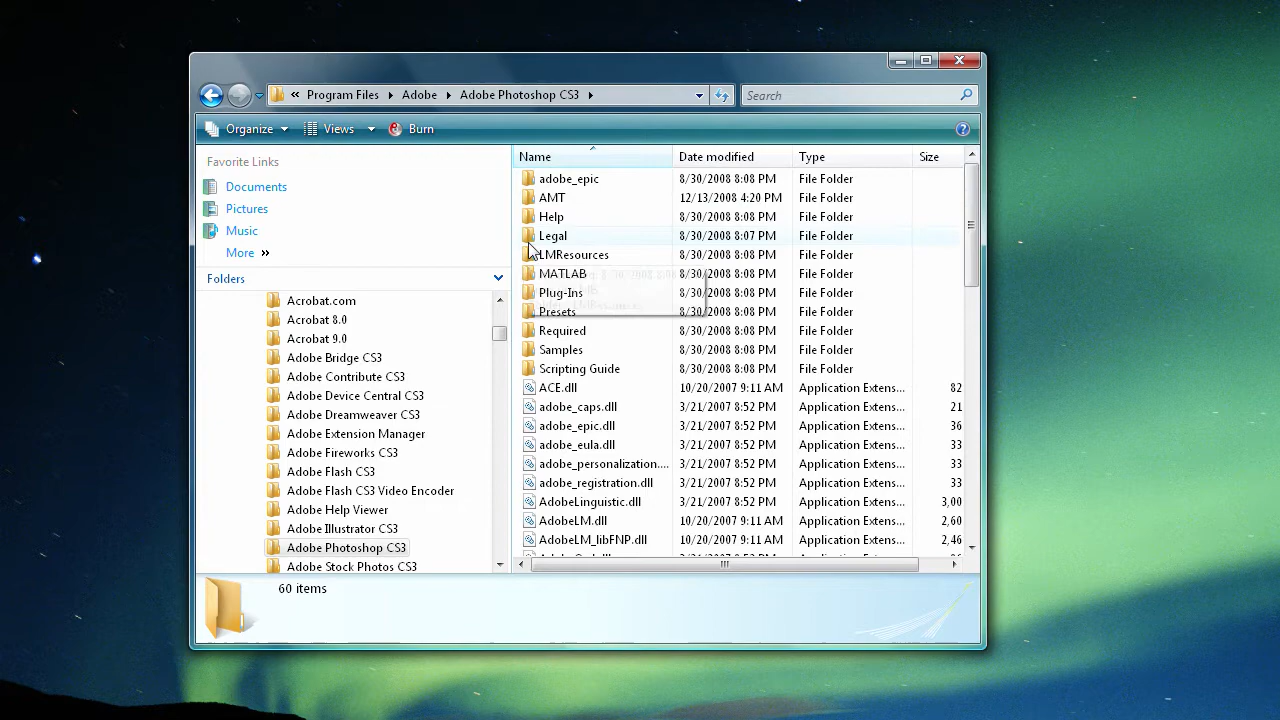 « Program Files Adobe Adobe Photoshop CS3
Search
Organize Views Burn
Favorite Links
Documents
Pictures
Music
More »
Folders
Acrobat.com
Acrobat 8.0
Acrobat 9.0
Adobe Bridge CS3
Adobe Contribute CS3
Adobe Device Central CS3
Adobe Dreamweaver CS3
Adobe Extension Manager
Adobe Fireworks CS3
Adobe Flash CS3
Adobe Flash CS3 Video Encoder
Adobe Help Viewer
Adobe Illustrator CS3
Adobe Photoshop CS3
Adobe Stock Photos CS3
Name Date modified Type Size
adobe_epic 8/30/2008 8:08 PM File Folder
AMT 12/13/2008 4:20 PM File Folder
Help 8/30/2008 8:08 PM File Folder
Legal 8/30/2008 8:07 PM File Folder
LMResources 8/30/2008 8:08 PM File Folder
MATLAB 8/30/2008 8:08 PM File Folder
Plug-Ins 8/30/2008 8:08 PM File Folder
Presets 8/30/2008 8:08 PM File Folder
Required 8/30/2008 8:08 PM File Folder
Samples 8/30/2008 8:08 PM File Folder
Scripting Guide 8/30/2008 8:08 PM File Folder
ACE.dll 10/20/2007 9:11 AM Application Extens... 82
adobe_caps.dll 3/21/2007 8:52 PM Application Extens... 21
adobe_epic.dll 3/21/2007 8:52 PM Application Extens... 36
adobe_eula.dll 3/21/2007 8:52 PM Application Extens... 33
adobe_personalization.... 3/21/2007 8:52 PM Application Extens... 33
adobe_registration.dll 3/21/2007 8:52 PM Application Extens... 33
AdobeLinguistic.dll 3/21/2007 8:52 PM Application Extens... 3,00
AdobeLM.dll 10/20/2007 9:11 AM Application Extens... 2,60
AdobeLM_libFNP.dll 10/20/2007 9:11 AM Application Extens... 2,46
60 items